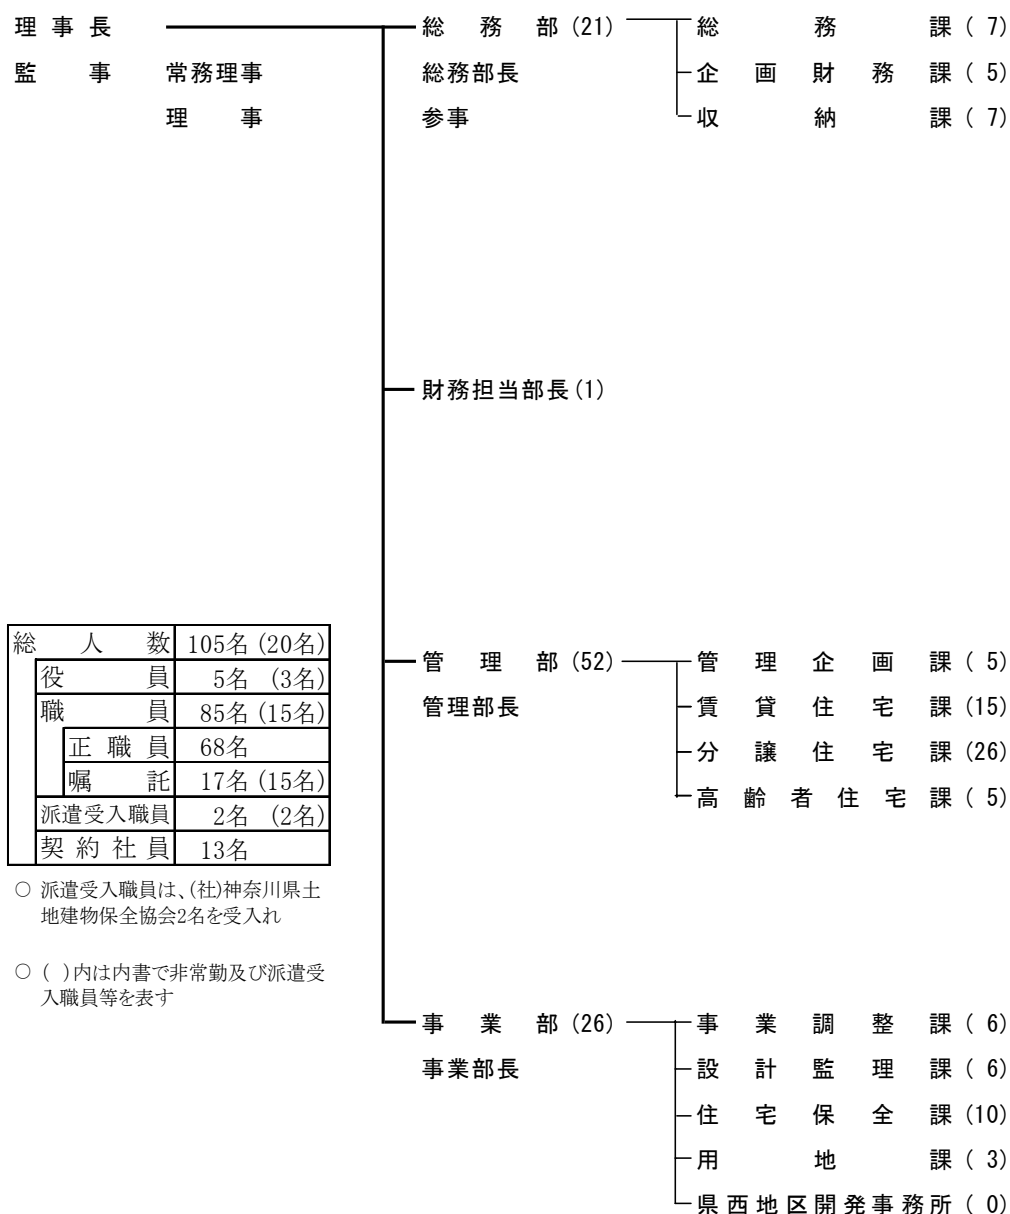 理事長 総務部(21) 総務課( 7)
監事 常務理事 総務部長 企画財務課( 5)
理事 参事 収納課( 7)
財務担当部長(1)
総人数 105名(20名)
役員 5名 (3名)
職員 85名(15名)
正職員 68名
嘱託 17名(15名)
派遣受入職員 2名 (2名)
契約社員 13名
○ 派遣受入職員は、(社)神奈川県土
地建物保全協会2名を受入れ
○ ( )内は内書で非常勤及び派遣受
入職員等を表す
管理部(52) 管理企画課( 5)
管理部長 賃貸住宅課(15)
分譲住宅課(26)
高齢者住宅課( 5)
事業部(26) 事業調整課( 6)
事業部長 設計監理課( 6)
住宅保全課(10)
用地課( 3)
県西地区開発事務所( 0)